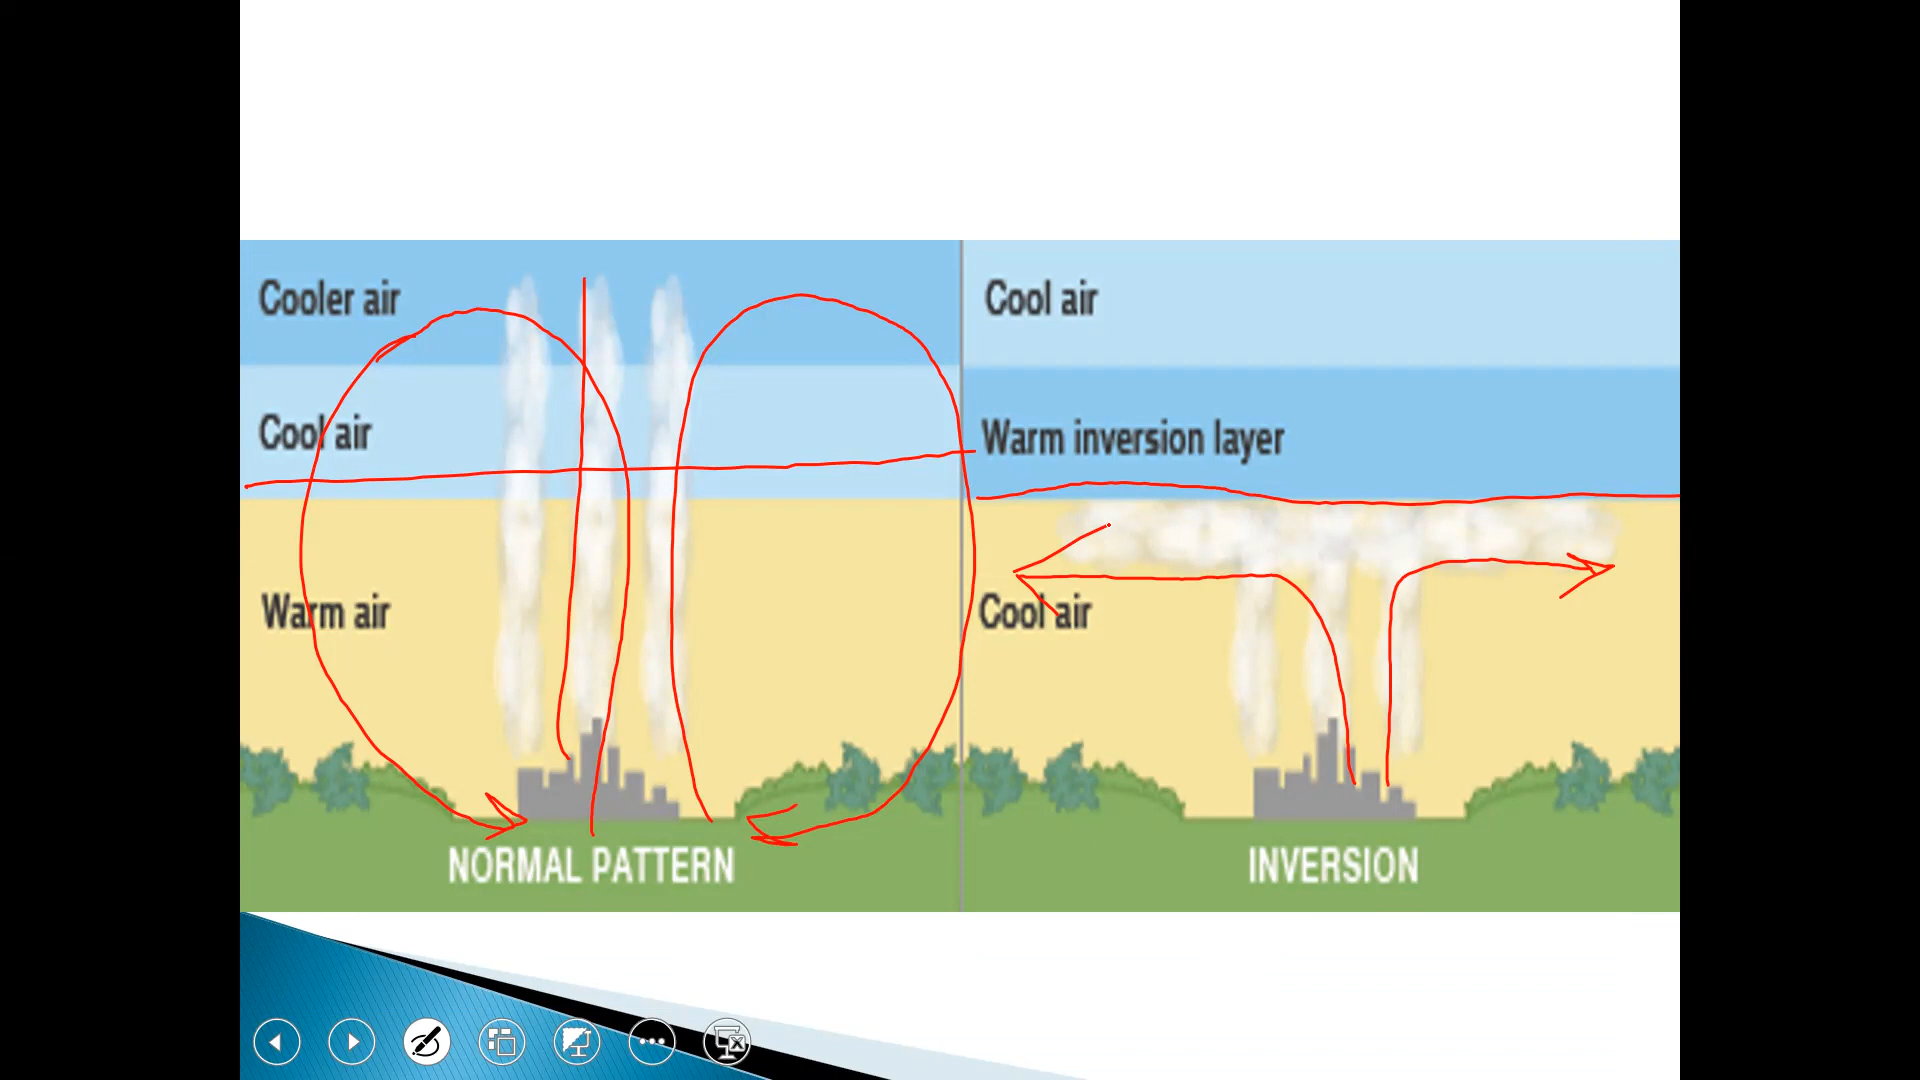 Cooler air
Cool air
Warm air
NORMAL PATTERN
Cool air
Warm inversion layer
Cool air
INVERSION